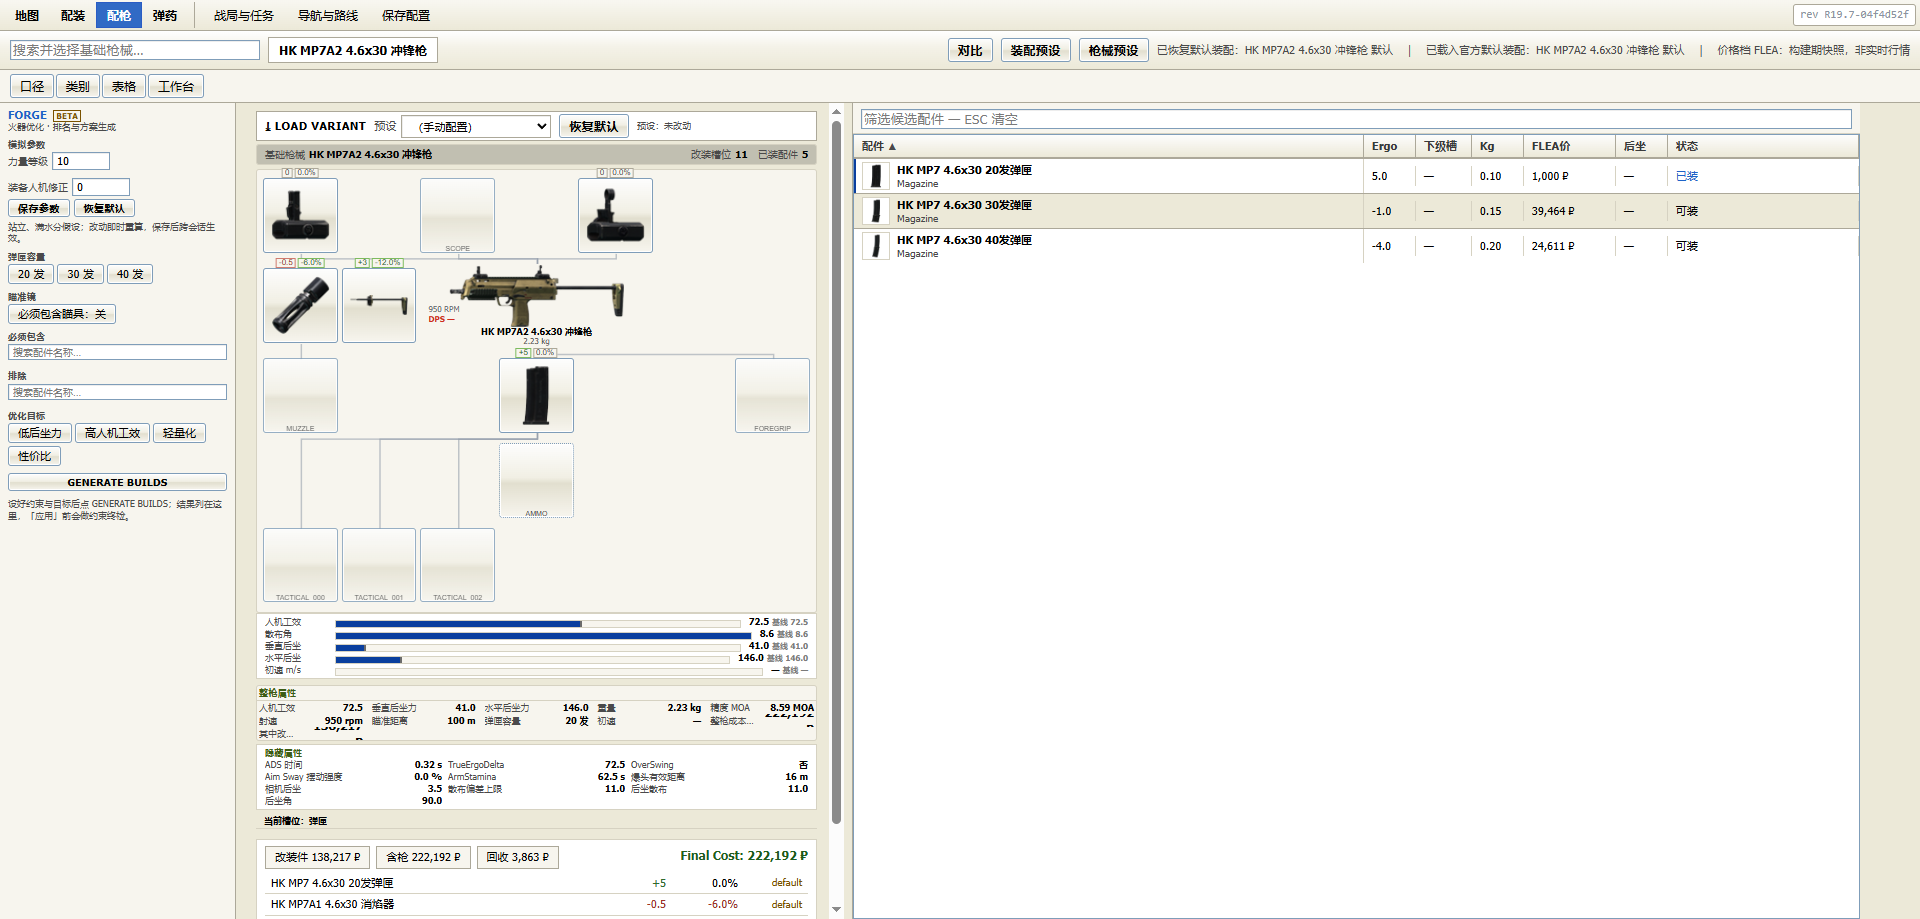 地图 配装 配枪 弹药 战局与任务 导航与路线 保存配置 rev R19.7-04f4d52f
搜索并选择基础枪械... HK MP7A2 4.6x30 冲锋枪 对比 装配预设 枪械预设 已恢复默认装配：HK MP7A2 4.6x30 冲锋枪 默认 | 已载入官方默认装配：HK MP7A2 4.6x30 冲锋枪 默认 | 价格档 FLEA：构建期快照，非实时行情
口径 类别 表格 工作台
FORGE BETA
火器优化 · 排名与方案生成
模拟参数
力量等级 10
装备人机修正 0
保存参数 恢复默认
站立、满水分假设；改动即时重算，保存后跨会话生效。
弹匣容量
20 发 30 发 40 发
瞄准镜
必须包含瞄具：关
必须包含
搜索配件名称...
排除
搜索配件名称...
优化目标
低后坐力 高人机工效 轻量化
性价比
GENERATE BUILDS
设好约束与目标后点 GENERATE BUILDS；结果列在这里，「应用」前会做约束终检。
LOAD VARIANT 预设 (手动配置) 恢复默认 预设：未改动
基础枪械 HK MP7A2 4.6x30 冲锋枪 改装槽位 11 已装配件 5
0 0.0% 0 0.0%
SCOPE
-0.5 -6.0% +3 -12.0%
950 RPM
DPS —
HK MP7A2 4.6x30 冲锋枪
2.23 kg
+5 0.0%
MUZZLE FOREGRIP
AMMO
TACTICAL_000 TACTICAL_001 TACTICAL_002
人机工效 72.5 基线 72.5
散布角 8.6 基线 8.6
垂直后坐 41.0 基线 41.0
水平后坐 146.0 基线 146.0
初速 m/s — 基线 —
整枪属性
人机工效 72.5 垂直后坐力 41.0 水平后坐力 146.0 重量 2.23 kg 精度 MOA 8.59 MOA
射速 950 rpm 瞄准距离 100 m 弹匣容量 20 发 初速 — 整枪成本...
其中改...
隐藏属性
ADS 时间 0.32 s TrueErgoDelta 72.5 OverSwing 否
Aim Sway 摆动强度 0.0 % ArmStamina 62.5 s 爆头有效距离 16 m
相机后坐 3.5 散布偏差上限 11.0 后坐散布 11.0
后坐角 90.0
当前槽位：弹匣
改装件 138,217 ₽ 含枪 222,192 ₽ 回收 3,863 ₽ Final Cost: 222,192 ₽
HK MP7 4.6x30 20发弹匣 +5 0.0% default
HK MP7A1 4.6x30 消焰器 -0.5 -6.0% default
筛选候选配件 — ESC 清空
配件 ▲ Ergo 下级槽 Kg FLEA价 后坐 状态
HK MP7 4.6x30 20发弹匣 5.0 — 0.10 1,000 ₽ — 已装
Magazine
HK MP7 4.6x30 30发弹匣 -1.0 — 0.15 39,464 ₽ — 可装
Magazine
HK MP7 4.6x30 40发弹匣 -4.0 — 0.20 24,611 ₽ — 可装
Magazine